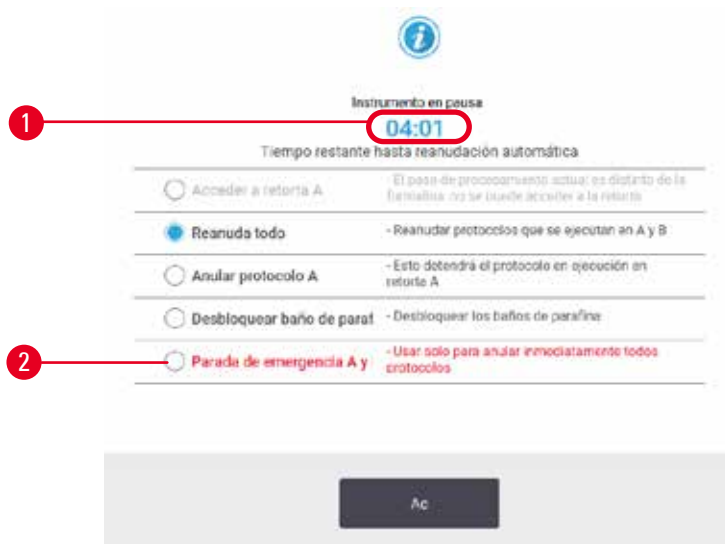 Instrumento en pausa
1
04:01
Tiempo restante hasta reanudación automática
Acceder a retorta A
- El paso de procesamiento actual es distinto de la
formalina: no se puede acceder a la retorta
Reanuda todo
- Reanudar protocolos que se ejecutan en A y B
Anular protocolo A
- Esto detendrá el protocolo en ejecución en
retorta A
Desbloquear baño de paraf
- Desbloquear los baños de parafina
2
Parada de emergencia A y
- Usar solo para anular inmediatamente todos
protocolos
Ac